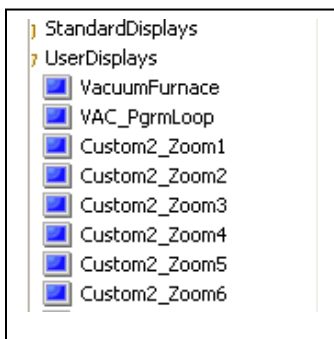 StandardDisplays
UserDisplays
VacuumFurnace
VAC_PgrmLoop
Custom2_Zoom1
Custom2_Zoom2
Custom2_Zoom3
Custom2_Zoom4
Custom2_Zoom5
Custom2_Zoom6